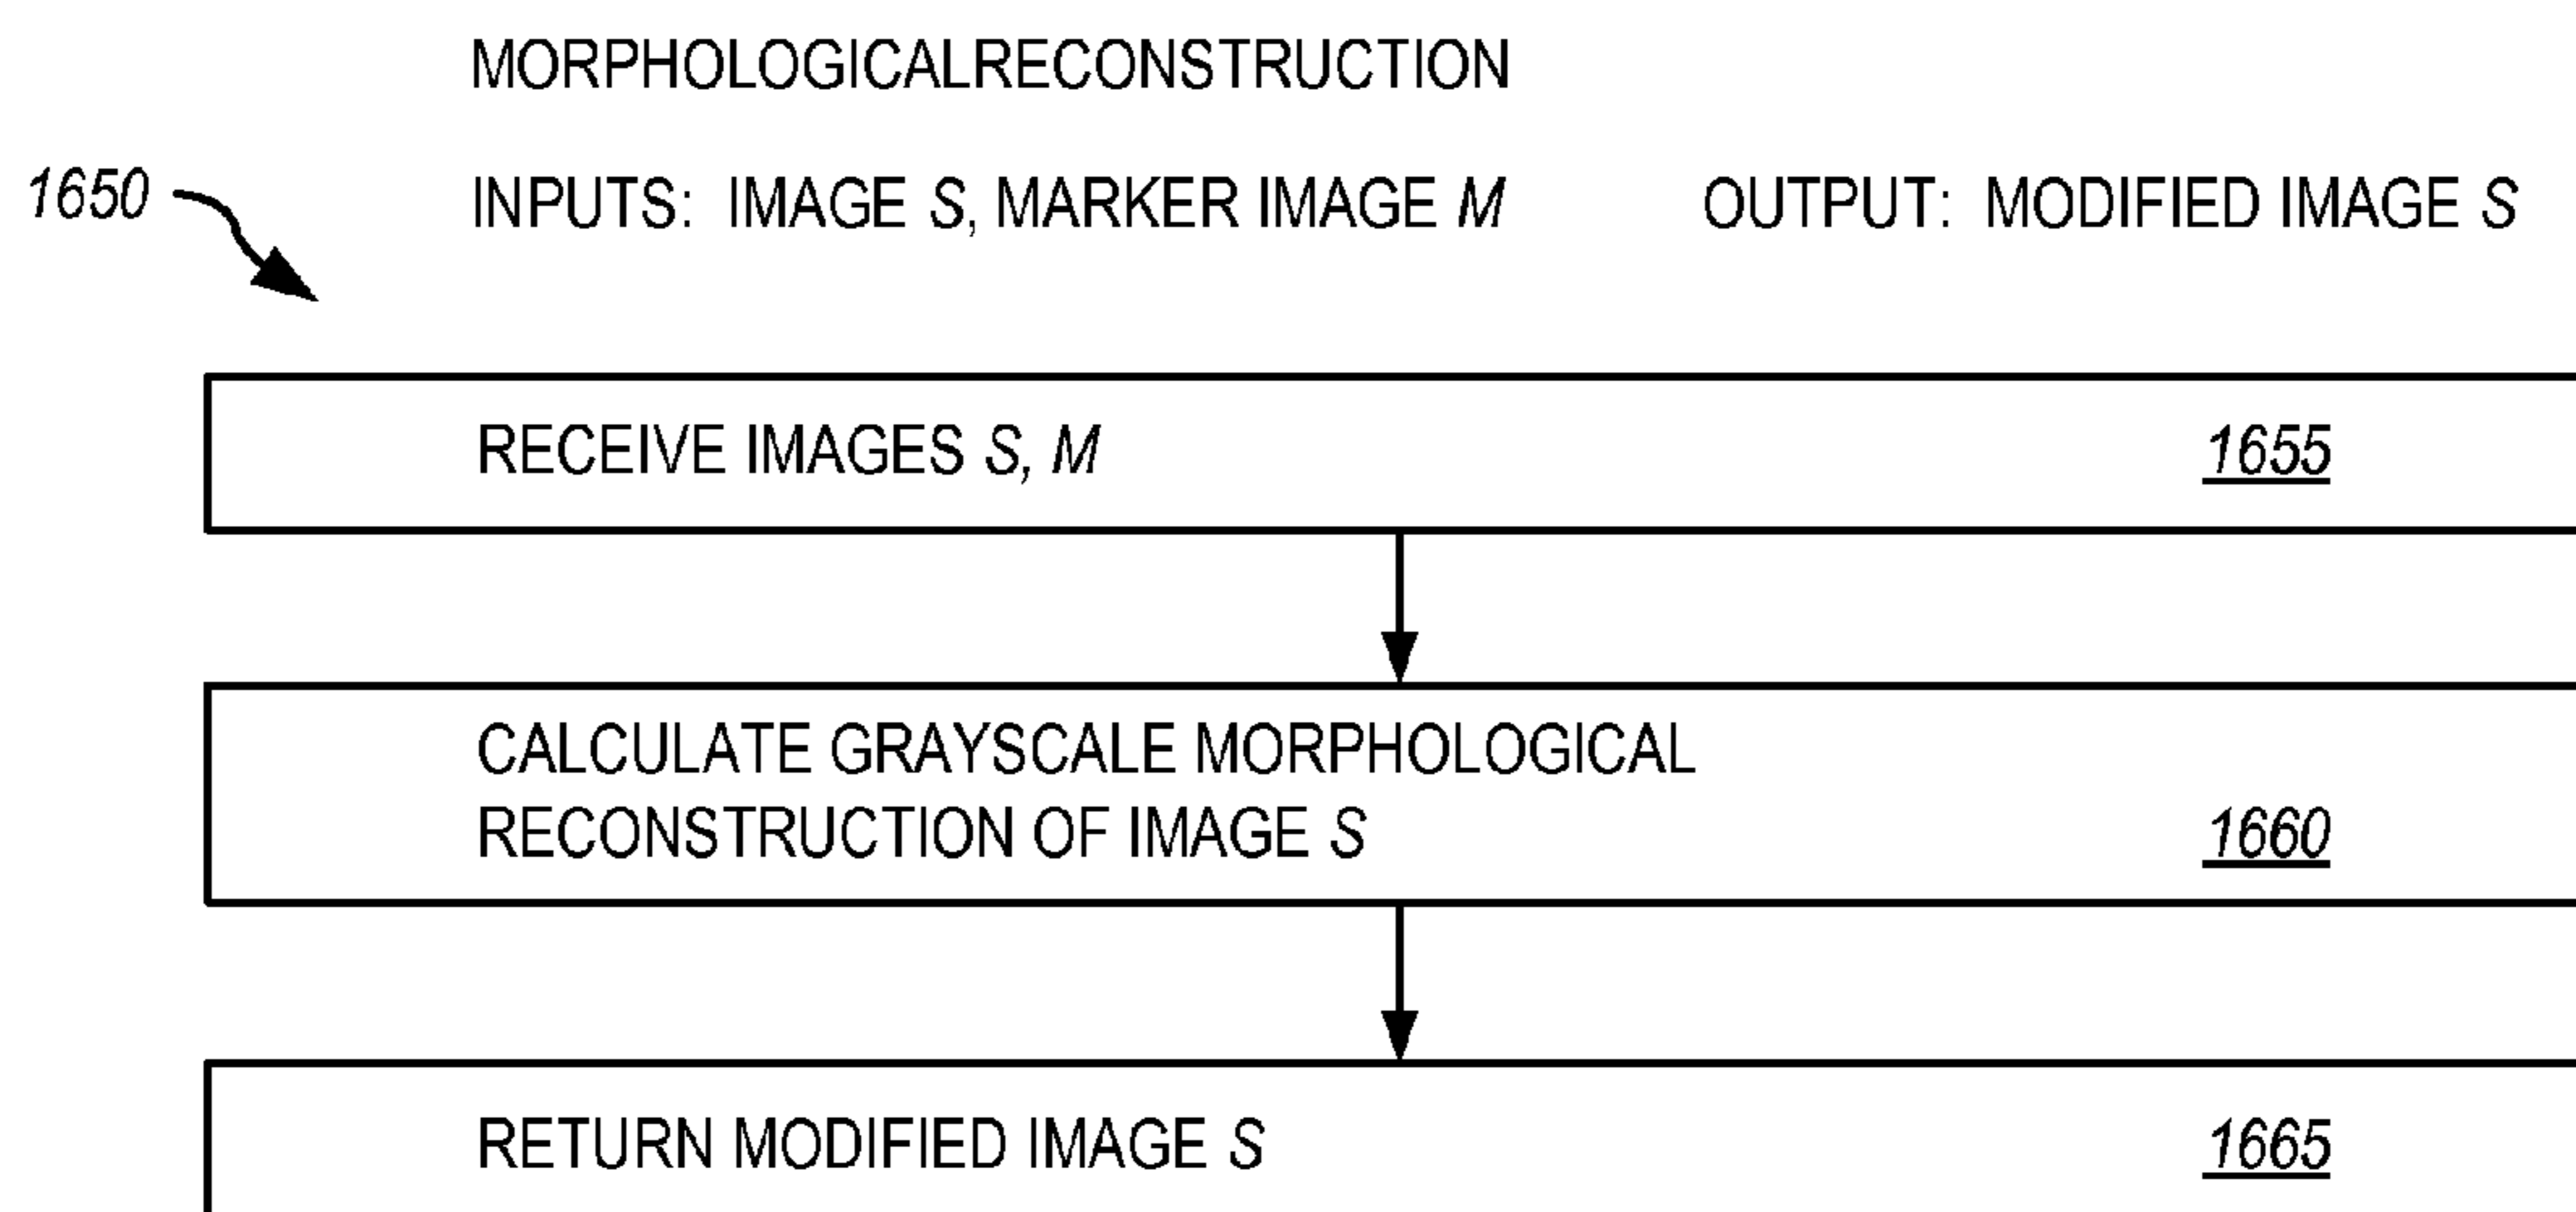 MORPHOLOGICALRECONSTRUCTION
1650
INPUTS: IMAGE S, MARKER IMAGE M OUTPUT: MODIFIED IMAGE S
RECEIVE IMAGES S, M 1655
CALCULATE GRAYSCALE MORPHOLOGICAL
RECONSTRUCTION OF IMAGE S 1660
RETURN MODIFIED IMAGE S 1665